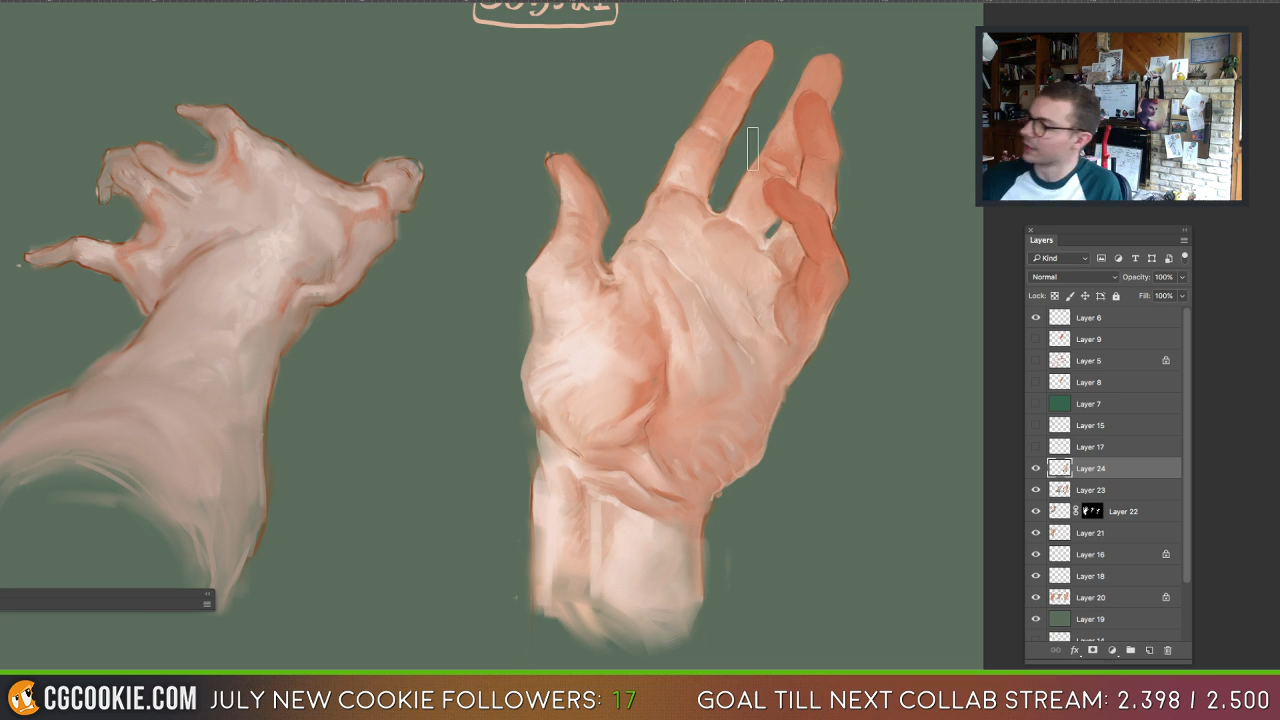 Layers
Kind
Normal
Opacity: 100%
Lock:
Fill: 100%
Layer 6
Layer 9
Layer 5
Layer 8
Layer 7
Layer 15
Layer 17
Layer 24
Layer 23
Layer 22
Layer 21
Layer 16
Layer 18
Layer 20
Layer 19
fx
CGCOOKIE.COM JULY NEW COOKIE FOLLOWERS: 17 GOAL TILL NEXT COLLAB STREAM: 2.398 / 2.500